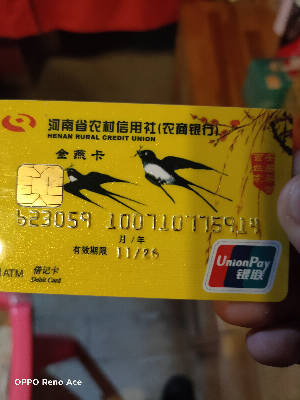 河南省农村信用社(农商银行)
HENAN RURAL CREDIT UNION
金燕卡
623059 100710775914
月/年
有效期限 11/26
ATM 借记卡
Debit Card
UnionPay
银联
OPPO Reno Ace